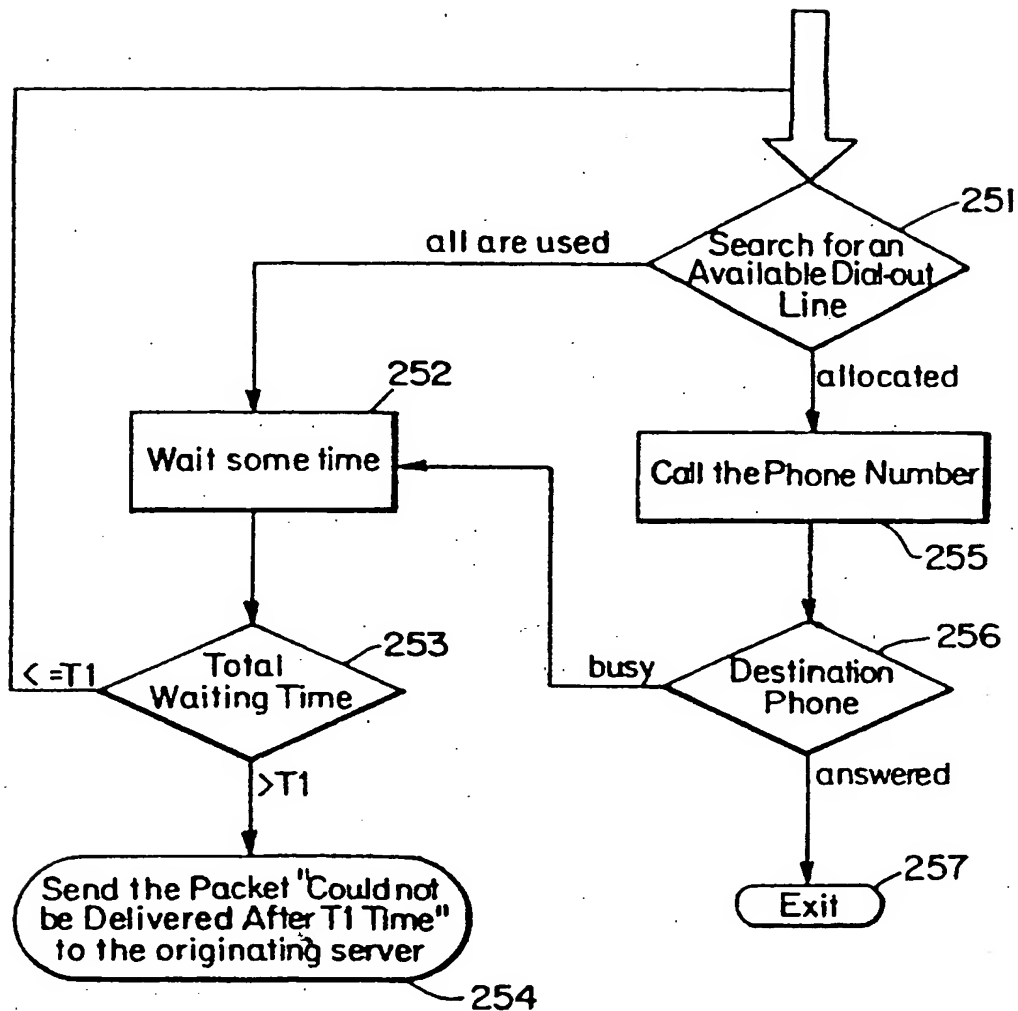 251
Search for an
Available Dial-out
Line
all are used
allocated
252
Wait some time
Call the Phone Number
255
253
Total
Waiting Time
< =T1
>T1
256
Destination
Phone
busy
answered
Send the Packet "Could not
be Delivered After T1 Time"
to the originating server
254
257
Exit